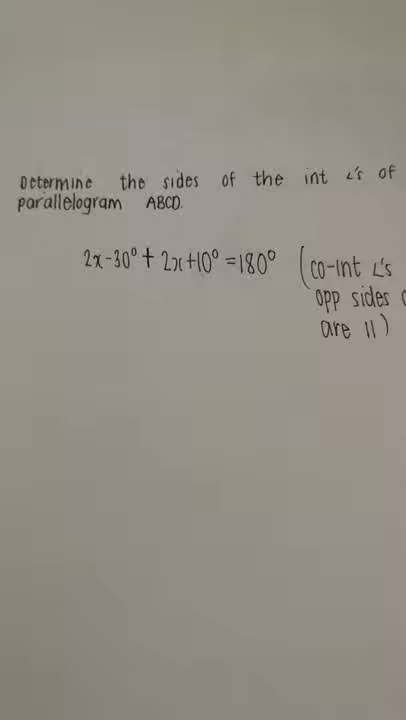 Determine the sides of the int ∠'s of
parallelogram ABCD.
2x-30° + 2x+10° = 180° (co-int ∠'s
opp sides
are ||)